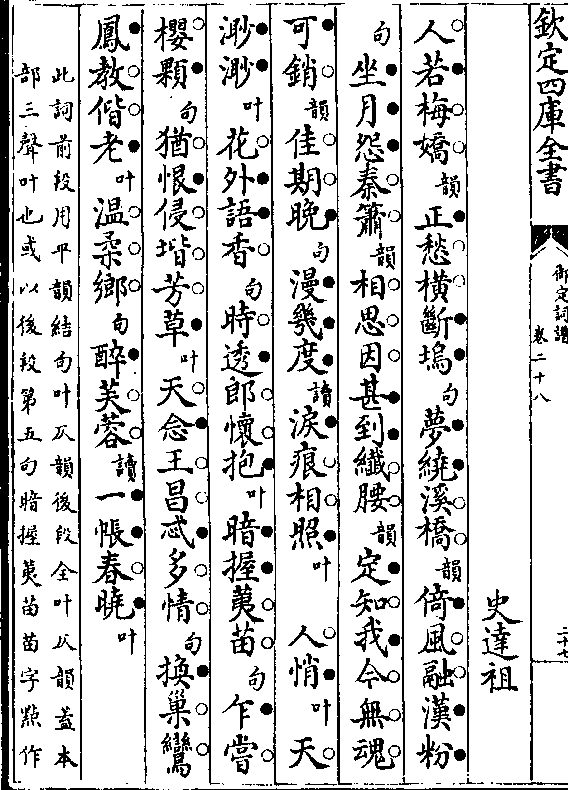 欽定四庫全書
御定詞譜
卷二十八
二十七
史達祖
人若梅嬌韻正愁橫斷塢句夢繞溪橋韻倚風融漢粉
句坐月怨秦簫韻相思因甚到纖腰韻定知我今無魂
可銷韻佳期晚句漫幾度讀淚痕相照叶 人悄叶天
渺渺叶花外語香句時透郎懷抱叶暗握荑苗句乍嘗
櫻顆句猶恨侵堦芳草叶天念王昌忒多情句換巢鸞
鳳教偕老叶温柔鄉句醉芙蓉讀一帳春曉叶
此詞前段用平韻結句叶仄韻後段全叶仄韻蓋本
部三聲叶也或以後段第五句暗握荑苗苗字點作